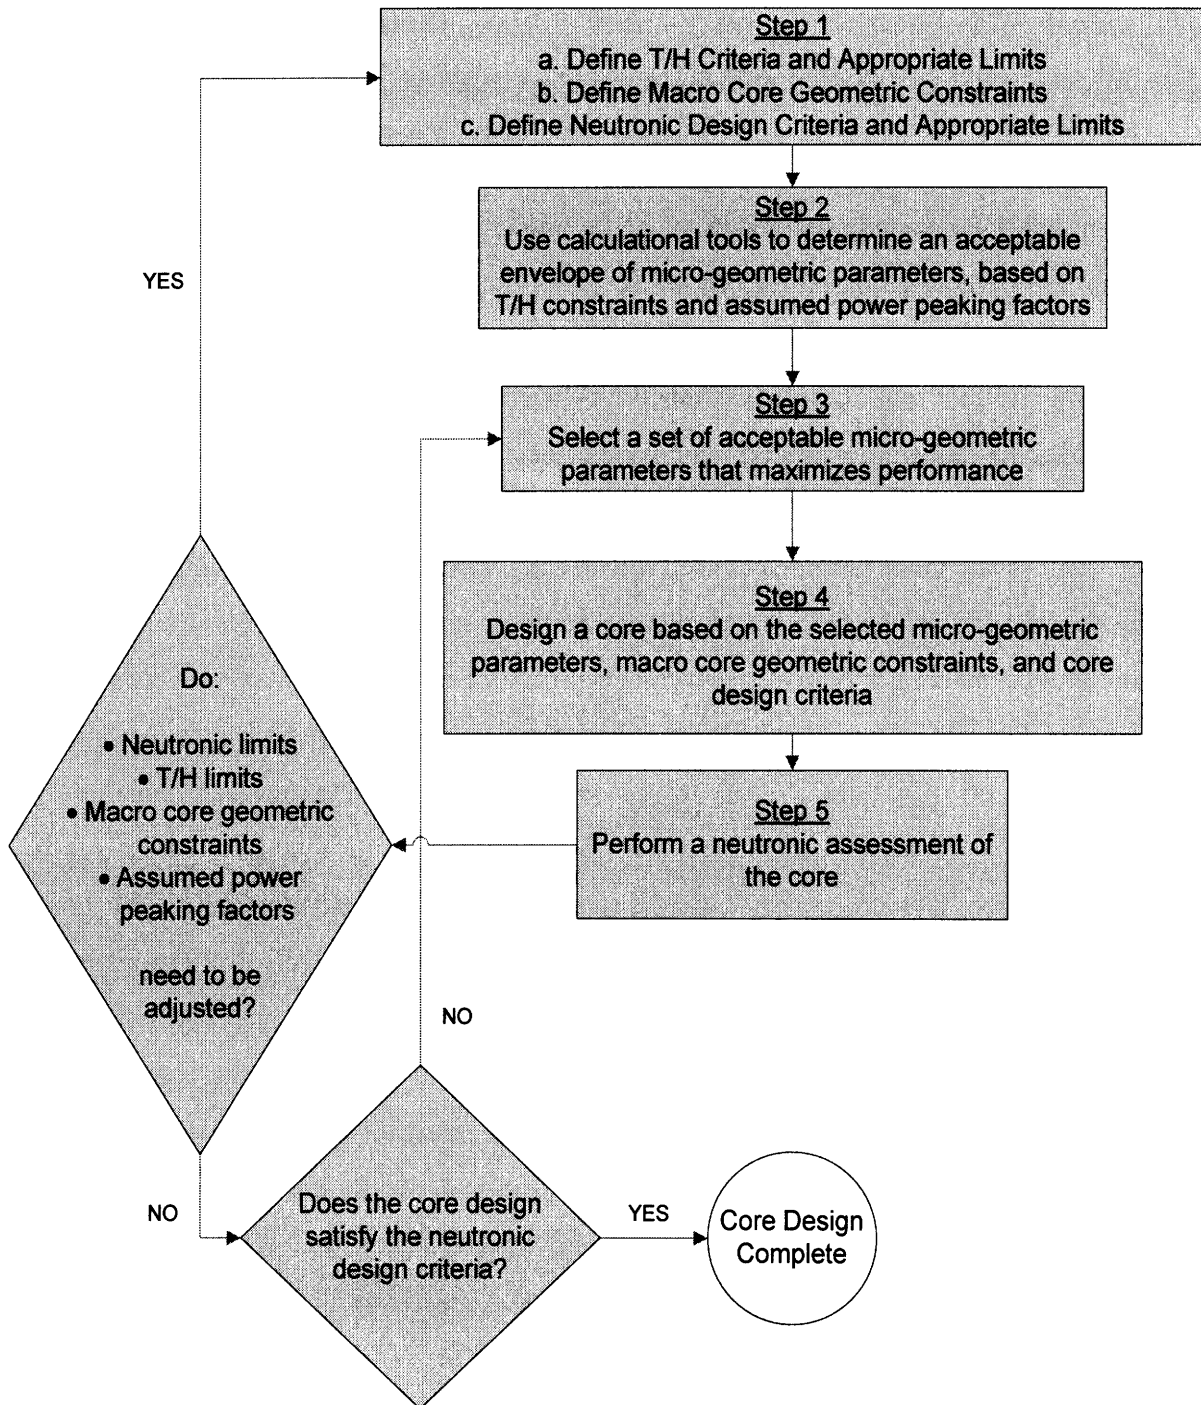 Step 1
a. Define T/H Criteria and Appropriate Limits
b. Define Macro Core Geometric Constraints
c. Define Neutronic Design Criteria and Appropriate Limits
Step 2
Use calculational tools to determine an acceptable
envelope of micro-geometric parameters, based on
T/H constraints and assumed power peaking factors
YES
Step 3
Select a set of acceptable micro-geometric
parameters that maximizes performance
Step 4
Design a core based on the selected micro-geometric
parameters, macro core geometric constraints, and core
design criteria
Step 5
Perform a neutronic assessment of
the core
Do:
• Neutronic limits
• T/H limits
• Macro core geometric
constraints
• Assumed power
peaking factors
need to be
adjusted?
NO
NO
Does the core design
satisfy the neutronic
design criteria?
YES
Core Design
Complete